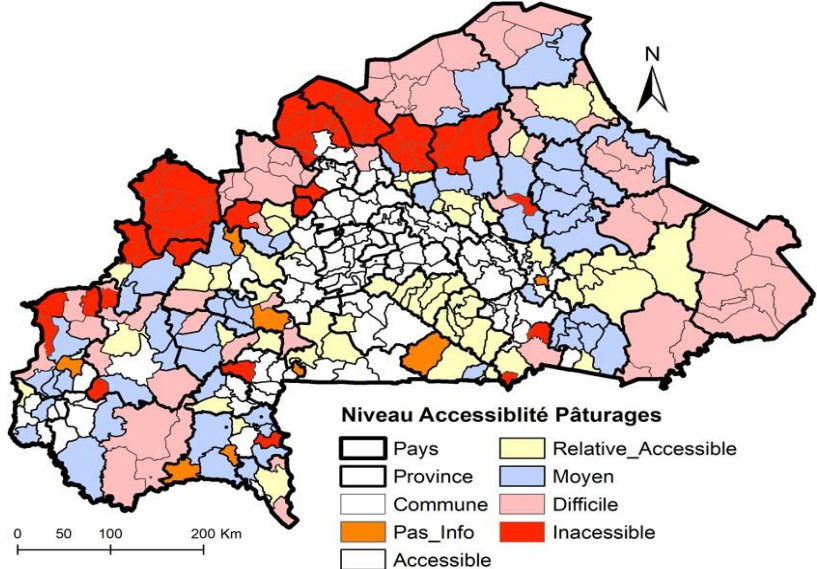 N
Niveau Accessiblité Pâturages
Pays
Relative_Accessible
Province
Moyen
Commune
Difficile
Pas_Info
Inacessible
Accessible
0 50 100 200 Km